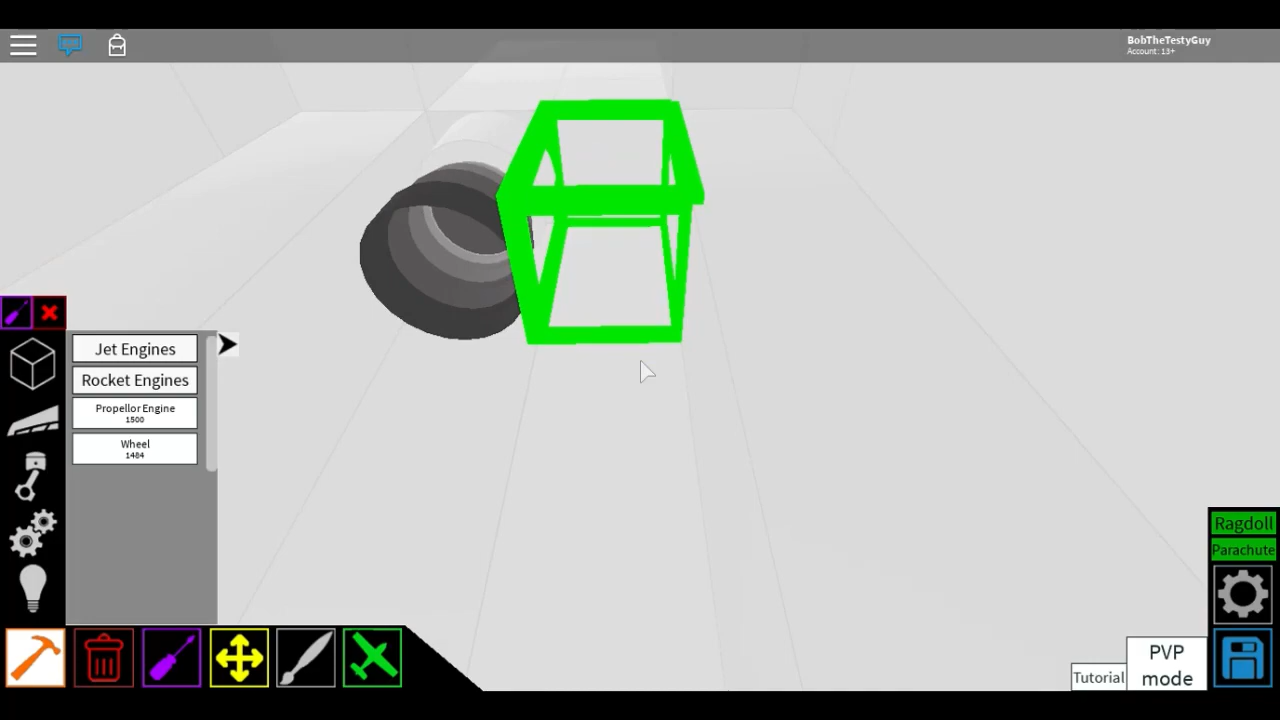 BobTheTestyGuy
Account: 13+
Jet Engines
Rocket Engines
Propellor Engine
1500
Wheel
1484
Ragdoll
Parachute
PVP
mode
Tutorial